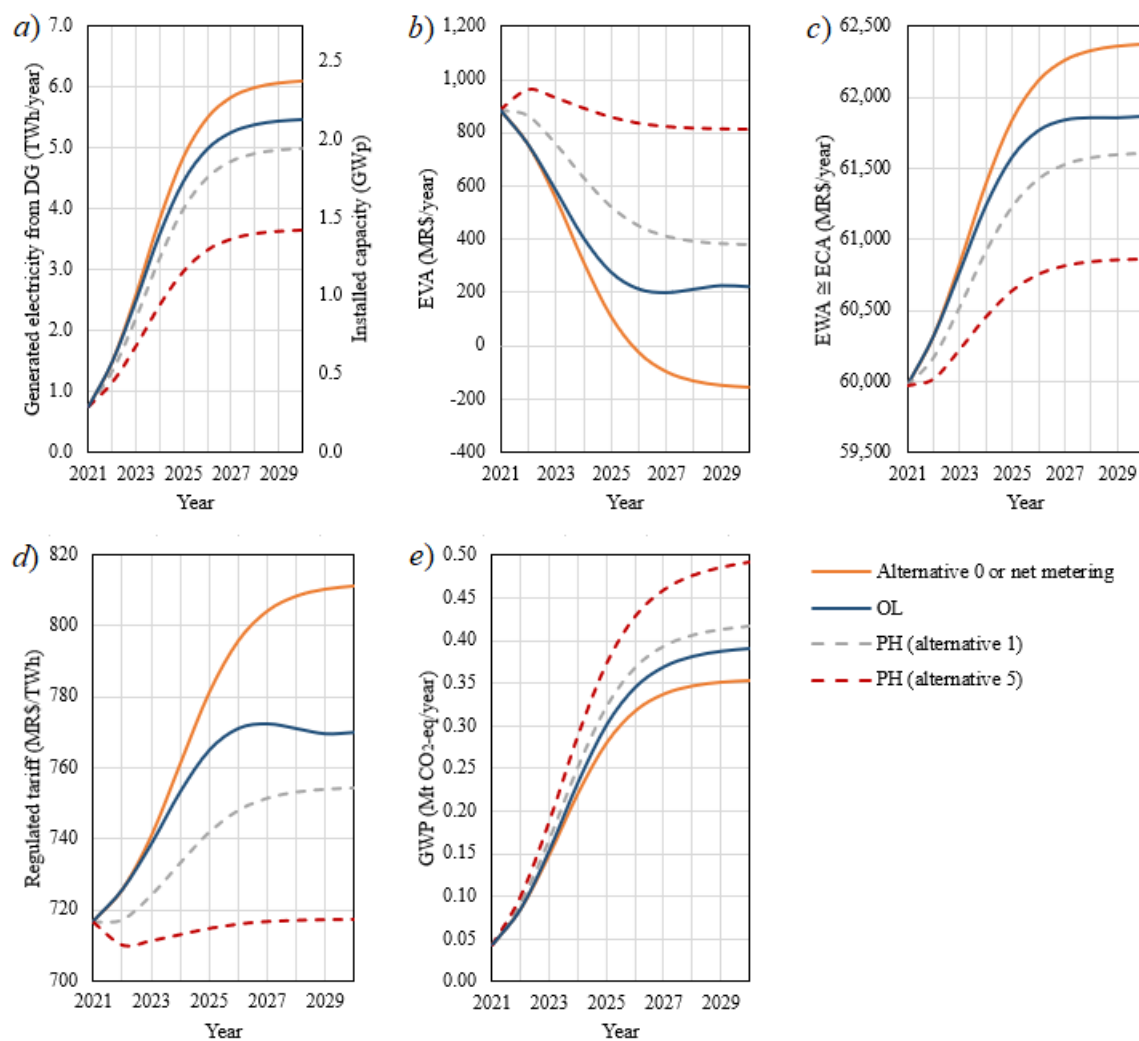 a)
Generated electricity from DG (TWh/year)
7.0
6.0
5.0
4.0
3.0
2.0
1.0
0.0
2.5
2.0
1.5
1.0
0.5
0.0
Installed capacity (GWp)
2021 2023 2025 2027 2029
Year
b)
EVA (MR$/year)
1,200
1,000
800
600
400
200
0
-200
-400
2021 2023 2025 2027 2029
Year
c)
EWA ≅ ECA (MR$/year)
62,500
62,000
61,500
61,000
60,500
60,000
59,500
2021 2023 2025 2027 2029
Year
d)
Regulated tariff (MR$/TWh)
820
800
780
760
740
720
700
2021 2023 2025 2027 2029
Year
e)
GWP (Mt CO2-eq/year)
0.50
0.45
0.40
0.35
0.30
0.25
0.20
0.15
0.10
0.05
0.00
2021 2023 2025 2027 2029
Year
Alternative 0 or net metering
OL
PH (alternative 1)
PH (alternative 5)